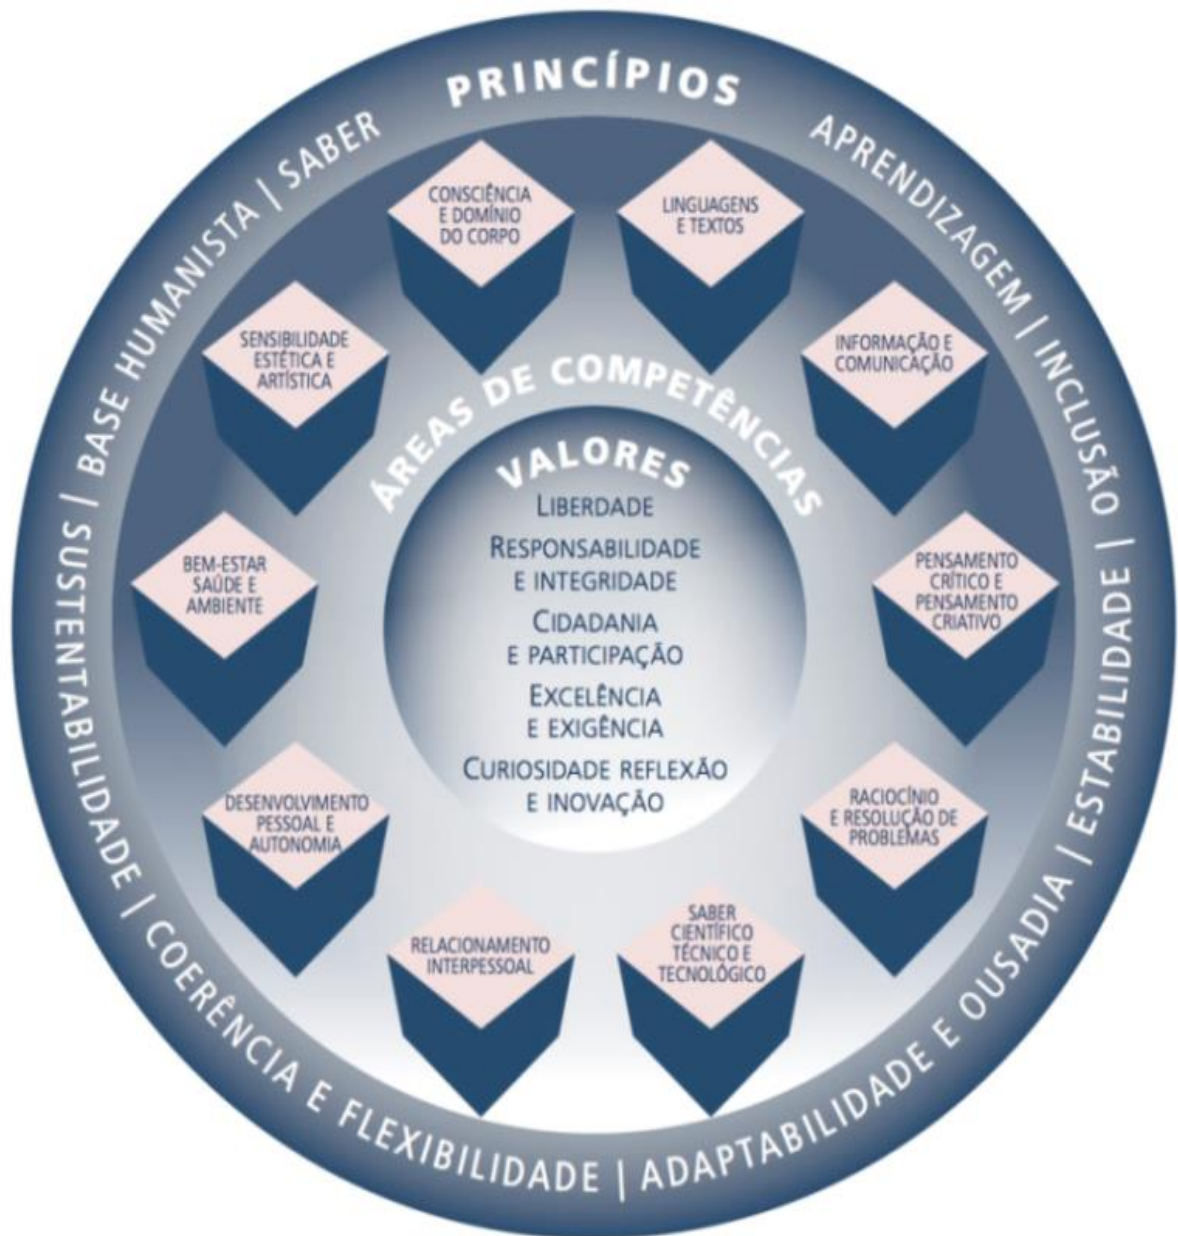 PRINCÍPIOS
APRENDIZAGEM | INCLUSÃO | ESTABILIDADE | ADAPTABILIDADE E OUSADIA | COERÊNCIA E FLEXIBILIDADE | SUSTENTABILIDADE | BASE HUMANISTA | SABER
ÁREAS DE COMPETÊNCIAS
LINGUAGENS
E TEXTOS
INFORMAÇÃO E
COMUNICAÇÃO
PENSAMENTO
CRÍTICO E
PENSAMENTO
CRIATIVO
RACIOCÍNIO
E RESOLUÇÃO DE
PROBLEMAS
SABER
CIENTÍFICO
TÉCNICO E
TECNOLÓGICO
RELACIONAMENTO
INTERPESSOAL
DESENVOLVIMENTO
PESSOAL E
AUTONOMIA
BEM-ESTAR
SAÚDE E
AMBIENTE
SENSIBILIDADE
ESTÉTICA E
ARTÍSTICA
CONSCIÊNCIA
E DOMÍNIO
DO CORPO
VALORES
LIBERDADE
RESPONSABILIDADE
E INTEGRIDADE
CIDADANIA
E PARTICIPAÇÃO
EXCELÊNCIA
E EXIGÊNCIA
CURIOSIDADE REFLEXÃO
E INOVAÇÃO